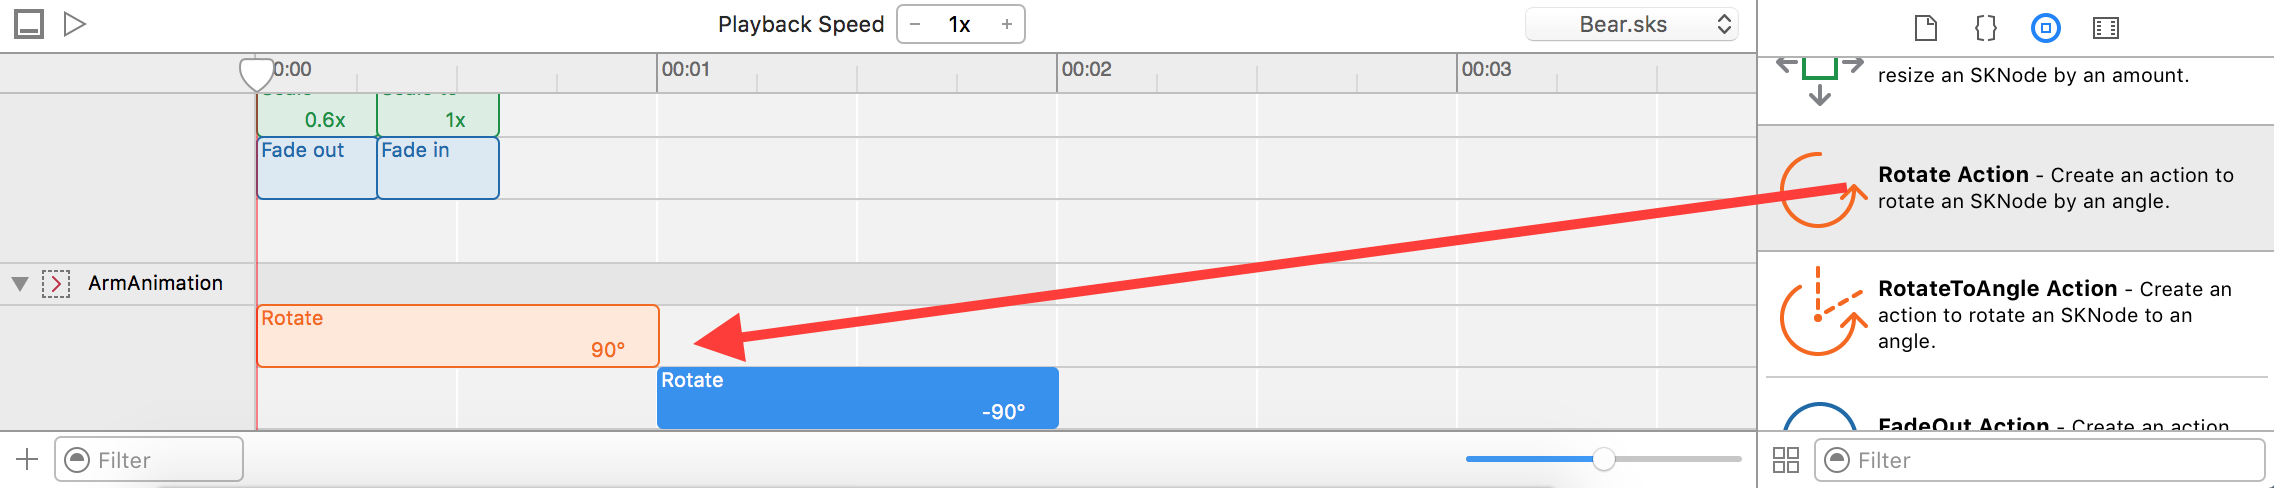 Playback Speed
− 1x +
Bear.sks
0:00
00:01
00:02
00:03
Scale
Scale to
0.6x
1x
Fade out
Fade in
ArmAnimation
Rotate
90°
Rotate
-90°
Filter
resize an SKNode by an amount.
Rotate Action - Create an action to
rotate an SKNode by an angle.
RotateToAngle Action - Create an
action to rotate an SKNode to an
angle.
FadeOut Action - Create an action
Filter